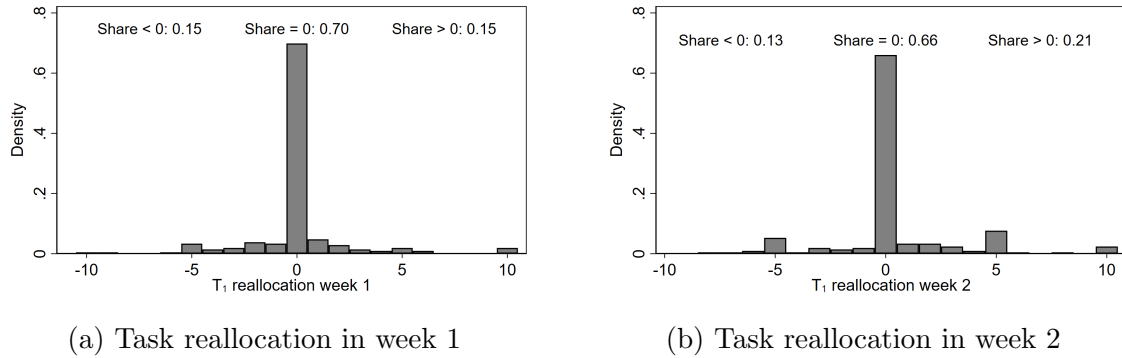 Share < 0: 0.15 Share = 0: 0.70 Share > 0: 0.15
Density
0 .2 .4 .6 .8
-10 -5 0 5 10
T₁ reallocation week 1
(a) Task reallocation in week 1
Share < 0: 0.13 Share = 0: 0.66 Share > 0: 0.21
Density
0 .2 .4 .6 .8
-10 -5 0 5 10
T₁ reallocation week 2
(b) Task reallocation in week 2